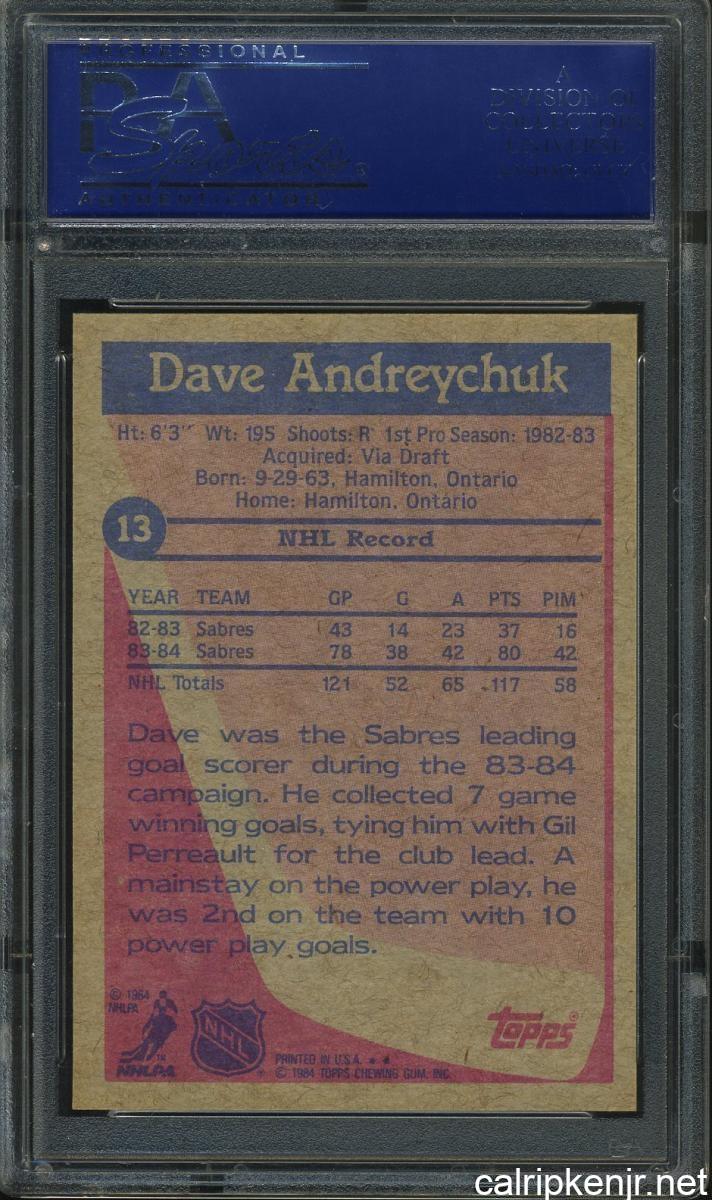 PROFESSIONAL
PSA
Sports
AUTHENTICATOR
A
DIVISION OF
COLLECTORS
UNIVERSE
Dave Andreychuk
Ht: 6'3" Wt: 195 Shoots: R 1st Pro Season: 1982-83
Acquired: Via Draft
Born: 9-29-63, Hamilton, Ontario
Home: Hamilton, Ontario
13
NHL Record
YEAR TEAM GP G A PTS PIM
82-83 Sabres 43 14 23 37 16
83-84 Sabres 78 38 42 80 42
NHL Totals 121 52 65 117 58
Dave was the Sabres leading
goal scorer during the 83-84
campaign. He collected 7 game
winning goals, tying him with Gil
Perreault for the club lead. A
mainstay on the power play, he
was 2nd on the team with 10
power play goals.
© 1984
NHLPA
TM
NHLPA
NHL
®
topps®
PRINTED IN U.S.A. * *
© 1984 TOPPS CHEWING GUM, INC.
calripkenjr.net